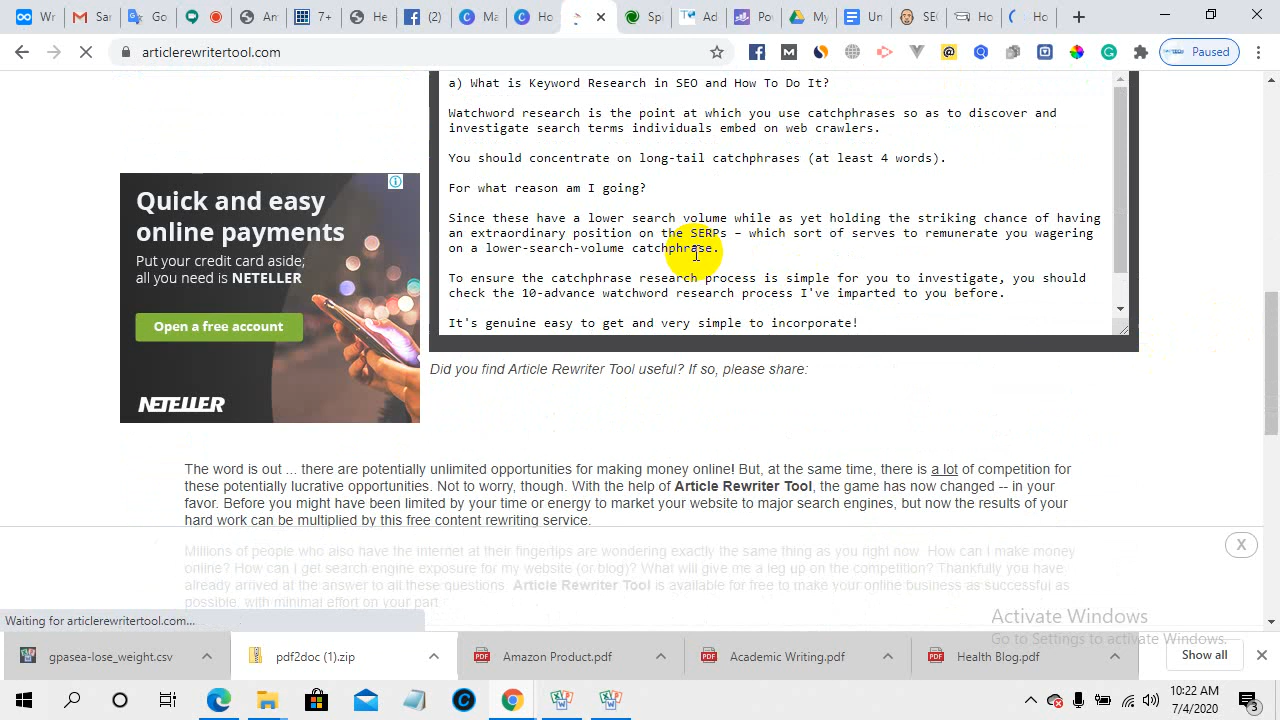 Wr
Sar
Go
Ar
7+
He
(2)
Ma
Ho
Sp
Ad
Po
My
Un
SEC
Ho
Ho
articlerewritertool.com
Paused
a) What is Keyword Research in SEO and How To Do It?
Watchword research is the point at which you use catchphrases so as to discover and
investigate search terms individuals embed on web crawlers.
You should concentrate on long-tail catchphrases (at least 4 words).
For what reason am I going?
Since these have a lower search volume while as yet holding the striking chance of having
an extraordinary position on the SERPs – which sort of serves to remunerate you wagering
on a lower-search-volume catchphrase.
To ensure the catchphrase research process is simple for you to investigate, you should
check the 10-advance watchword research process I've imparted to you before.
It's genuine easy to get and very simple to incorporate!
Quick and easy
online payments
Put your credit card aside;
all you need is NETELLER
Open a free account
NETELLER
Did you find Article Rewriter Tool useful? If so, please share:
The word is out ... there are potentially unlimited opportunities for making money online! But, at the same time, there is a lot of competition for
these potentially lucrative opportunities. Not to worry, though. With the help of Article Rewriter Tool, the game has now changed -- in your
favor. Before you might have been limited by your time or energy to market your website to major search engines, but now the results of your
hard work can be multiplied by this free content rewriting service.
X
Millions of people who also have the internet at their fingertips are wondering exactly the same thing as you right now. How can I make money
online? How can I get search engine exposure for my website (or blog)? What will give me a leg up on the competition? Thankfully you have
already arrived at the answer to all these questions. Article Rewriter Tool is available for free to make your online business as successful as
possible, with minimal effort on your part.
Waiting for articlerewritertool.com...
Activate Windows
Go to Settings to activate Windows.
gpasea-lose_weight.csv
pdf2doc (1).zip
Amazon Product.pdf
Academic Writing.pdf
Health Blog.pdf
Show all
10:22 AM
7/4/2020
3